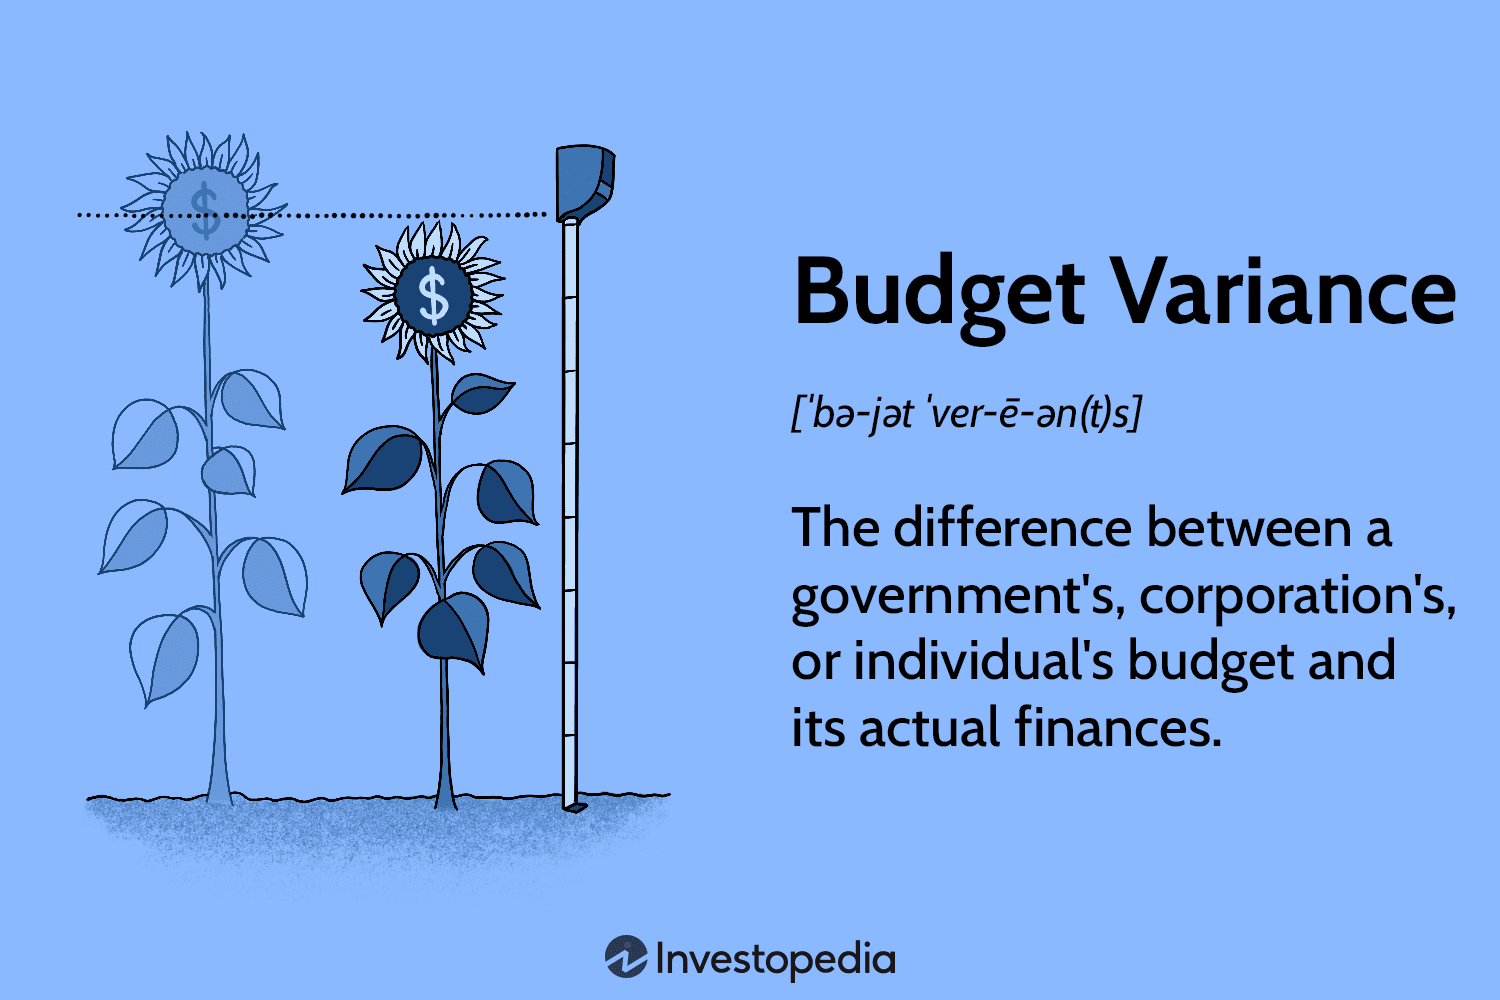 $
$
Budget Variance
[ˈbə-jət ˈver-ē-ən(t)s]
The difference between a
government's, corporation's,
or individual's budget and
its actual finances.
Investopedia